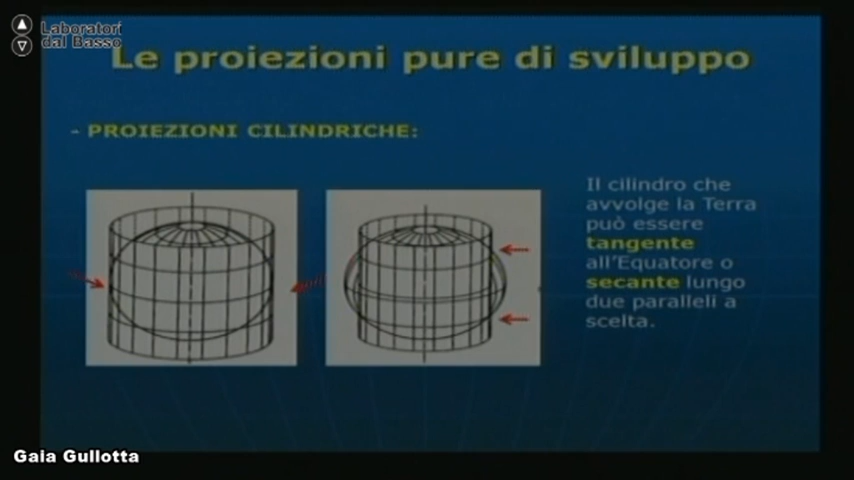 Laboratori
dal Basso
Le proiezioni pure di sviluppo
- PROIEZIONI CILINDRICHE:
Il cilindro che
avvolge la Terra
può essere
tangente
all'Equatore o
secante lungo
due paralleli a
scelta.
Gaia Gullotta